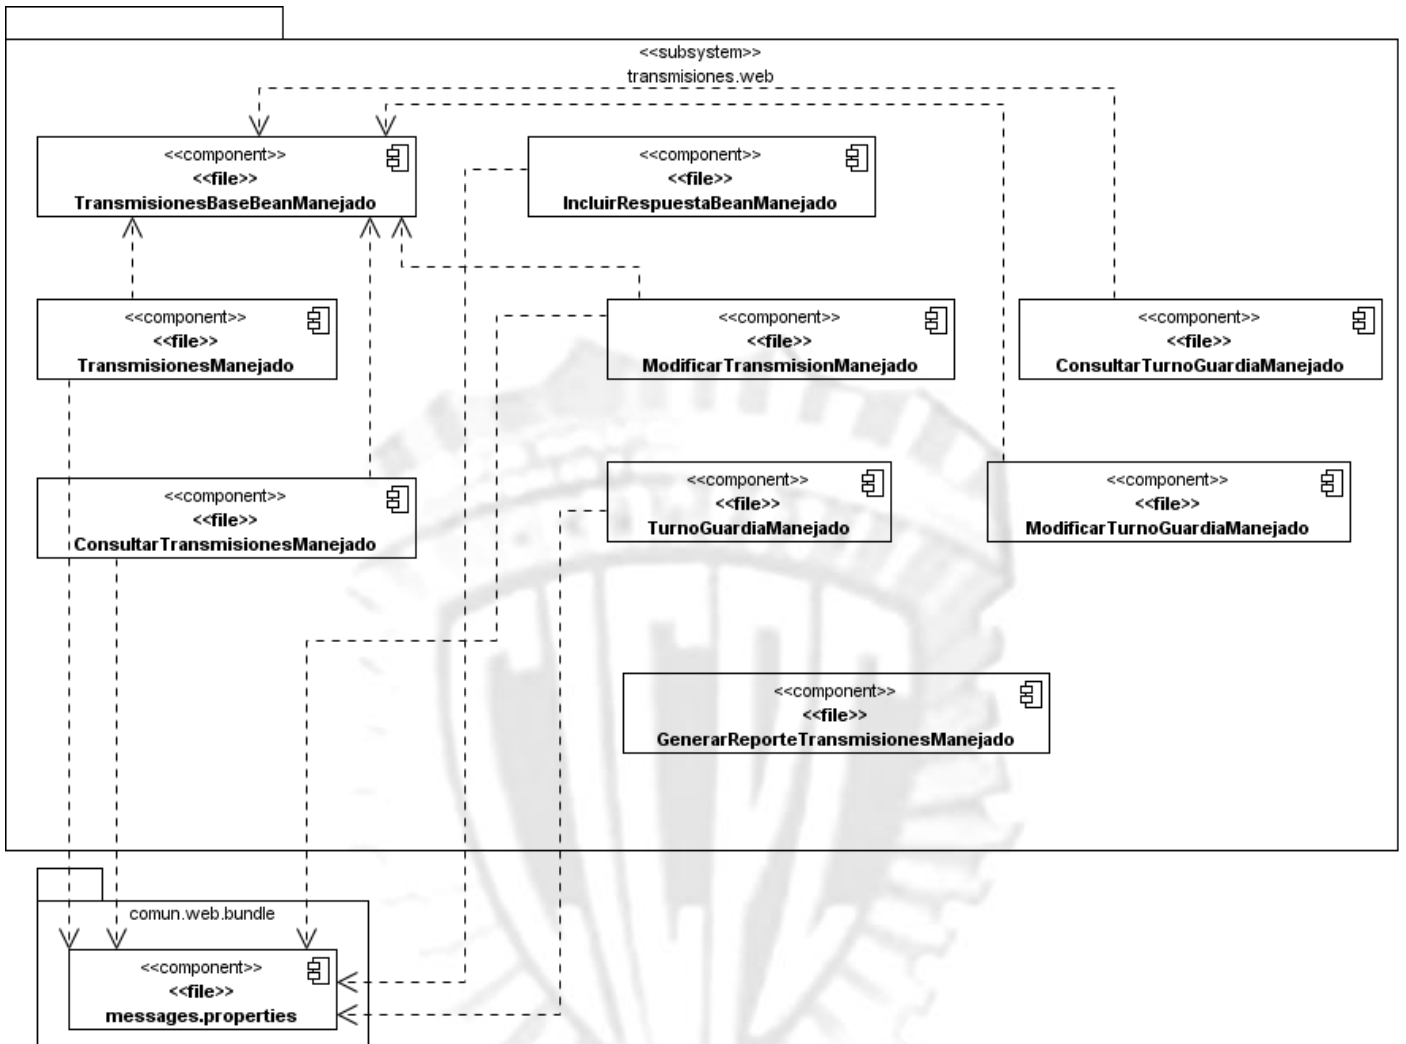 <<subsystem>>
transmisiones.web
<<component>>
<<file>>
TransmisionesBaseBeanManejado
<<component>>
<<file>>
IncluirRespuestaBeanManejado
<<component>>
<<file>>
TransmisionesManejado
<<component>>
<<file>>
ModificarTransmisionManejado
<<component>>
<<file>>
ConsultarTurnoGuardiaManejado
<<component>>
<<file>>
ConsultarTransmisionesManejado
<<component>>
<<file>>
TurnoGuardiaManejado
<<component>>
<<file>>
ModificarTurnoGuardiaManejado
<<component>>
<<file>>
GenerarReporteTransmisionesManejado
comun.web.bundle
<<component>>
<<file>>
messages.properties